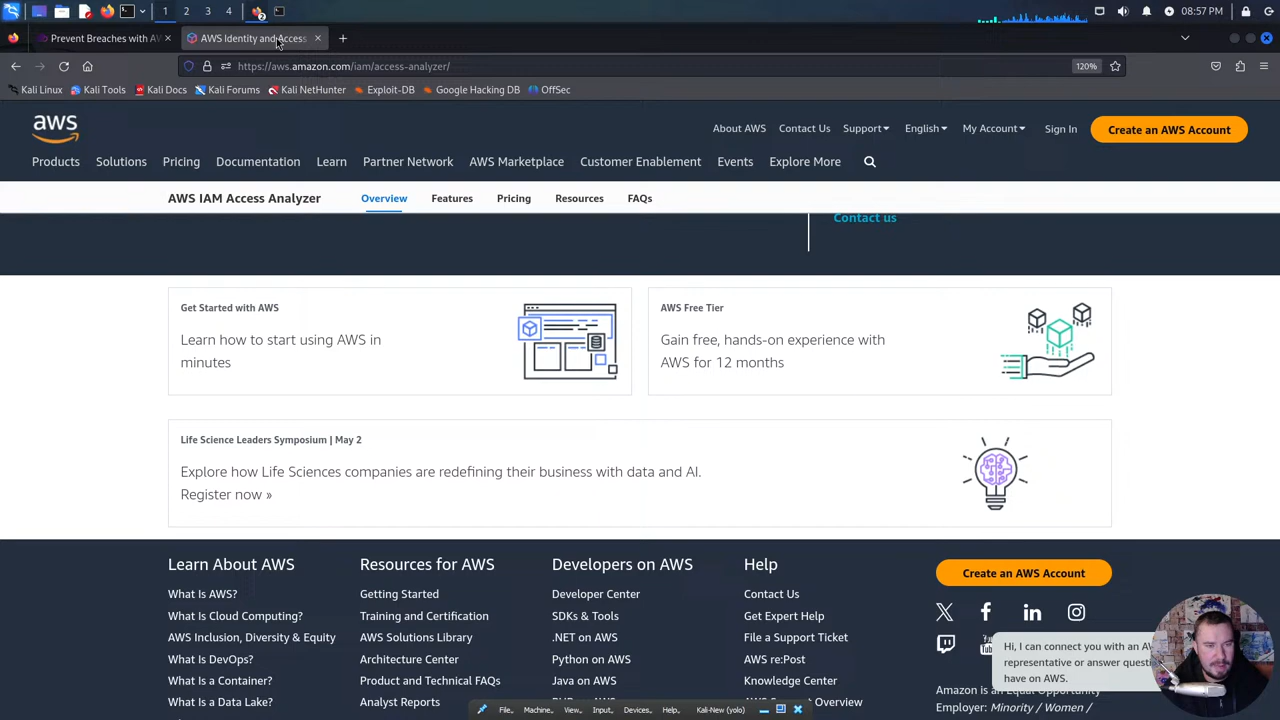 1
2
3
4
2
08:57 PM
Prevent Breaches with AW
AWS Identity and Access
https://aws.amazon.com/iam/access-analyzer/
120%
Kali Linux
Kali Tools
Kali Docs
Kali Forums
Kali NetHunter
Exploit-DB
Google Hacking DB
OffSec
aws
About AWS
Contact Us
Support
English
My Account
Sign In
Create an AWS Account
Products
Solutions
Pricing
Documentation
Learn
Partner Network
AWS Marketplace
Customer Enablement
Events
Explore More
AWS IAM Access Analyzer
Overview
Features
Pricing
Resources
FAQs
Contact us
Get Started with AWS
Learn how to start using AWS in
minutes
AWS Free Tier
Gain free, hands-on experience with
AWS for 12 months
Life Science Leaders Symposium | May 2
Explore how Life Sciences companies are redefining their business with data and AI.
Register now »
Learn About AWS
What Is AWS?
What Is Cloud Computing?
AWS Inclusion, Diversity & Equity
What Is DevOps?
What Is a Container?
What Is a Data Lake?
Resources for AWS
Getting Started
Training and Certification
AWS Solutions Library
Architecture Center
Product and Technical FAQs
Analyst Reports
Developers on AWS
Developer Center
SDKs & Tools
.NET on AWS
Python on AWS
Java on AWS
Help
Contact Us
Get Expert Help
File a Support Ticket
AWS re:Post
Knowledge Center
Overview
Create an AWS Account
Hi, I can connect you with an AW
representative or answer questi
have on AWS.
Amazon is an Equal Opportunity
Employer: Minority / Women /
File..
Machine..
View..
Input..
Devices..
Help..
Kali-New (yolo)